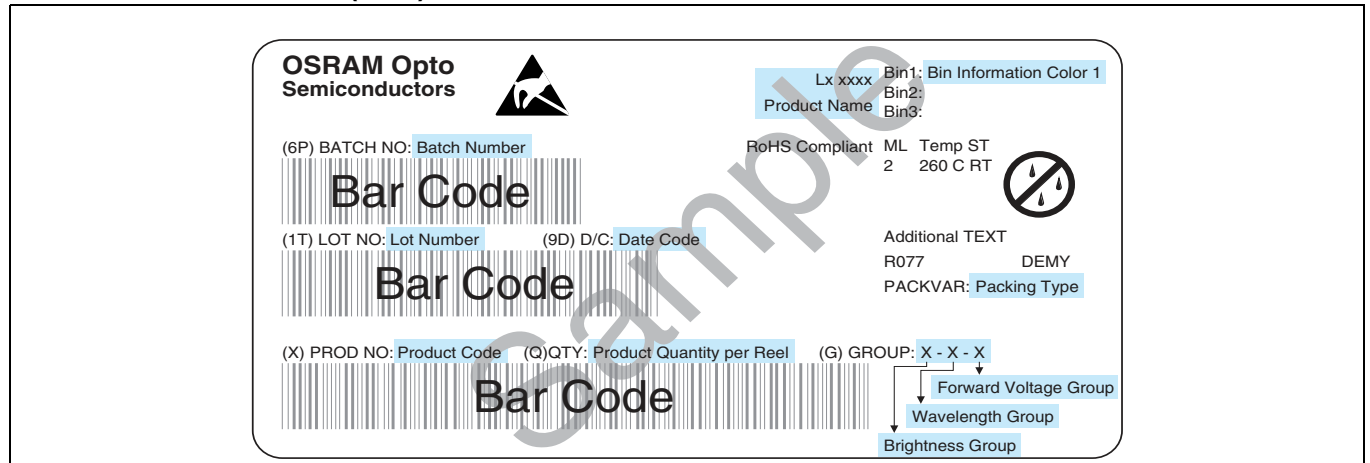 OSRAM Opto
Semiconductors
Lx xxxx
Product Name
Bin1: Bin Information Color 1
Bin2:
Bin3:
(6P) BATCH NO: Batch Number
Bar Code
RoHS Compliant
ML Temp ST
2 260 C RT
(1T) LOT NO: Lot Number (9D) D/C: Date Code
Bar Code
Additional TEXT
R077 DEMY
PACKVAR: Packing Type
(X) PROD NO: Product Code (Q)QTY: Product Quantity per Reel (G) GROUP: X - X - X
Bar Code
Forward Voltage Group
Wavelength Group
Brightness Group
Sample